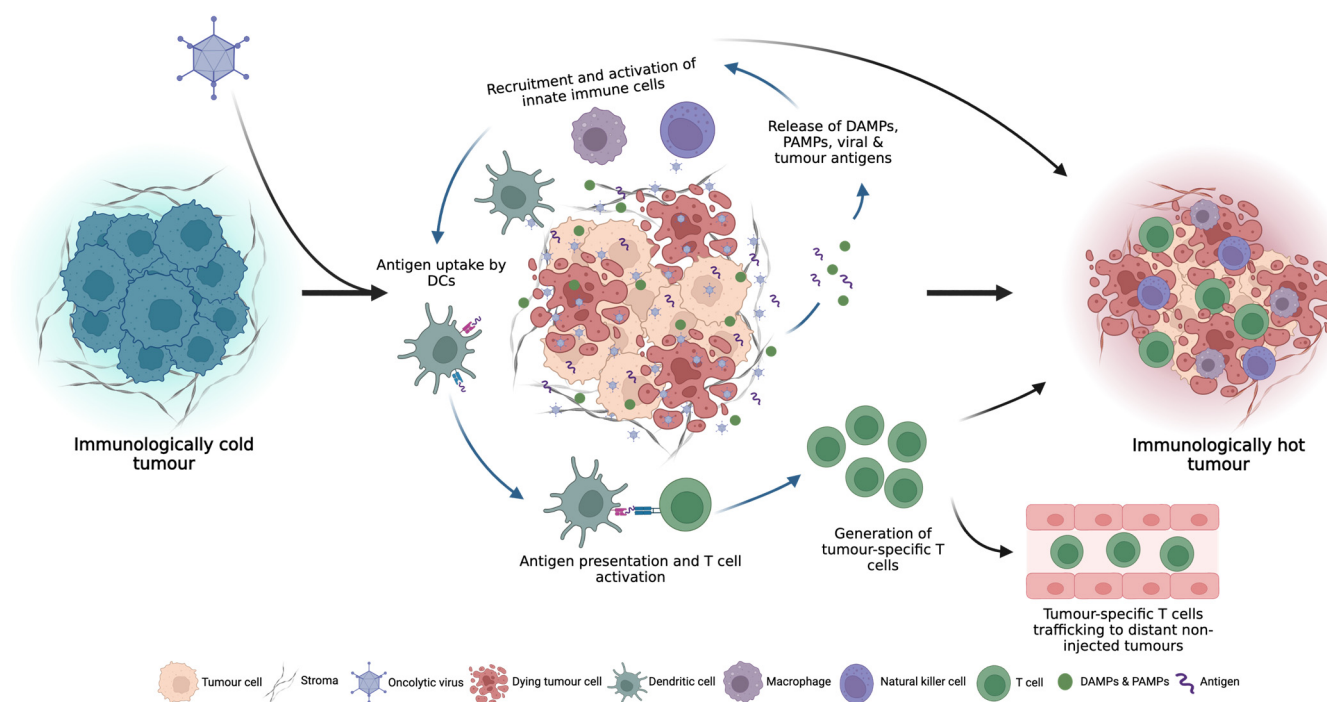 Recruitment and activation of
innate immune cells
Release of DAMPs,
PAMPs, viral &
tumour antigens
Antigen uptake by
DCs
Immunologically cold
tumour
Immunologically hot
tumour
Antigen presentation and T cell
activation
Generation of
tumour-specific T
cells
Tumour-specific T cells
trafficking to distant non-
injected tumours
Tumour cell
Stroma
Oncolytic virus
Dying tumour cell
Dendritic cell
Macrophage
Natural killer cell
T cell
DAMPs & PAMPs
Antigen